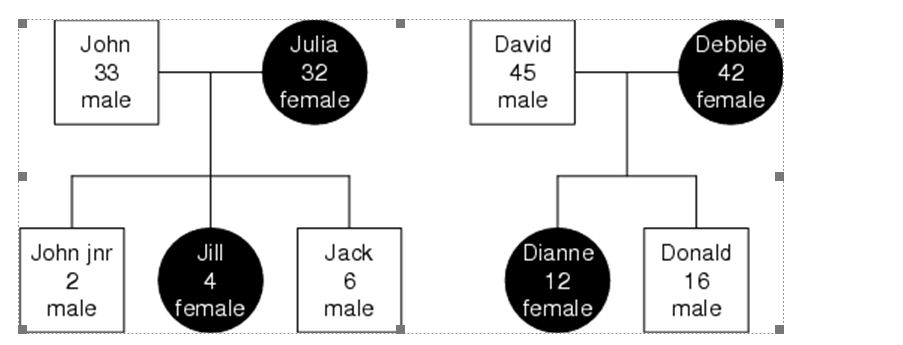 John
33
male
Julia
32
female
David
45
male
Debbie
42
female
John jnr
2
male
Jill
4
female
Jack
6
male
Dianne
12
female
Donald
16
male